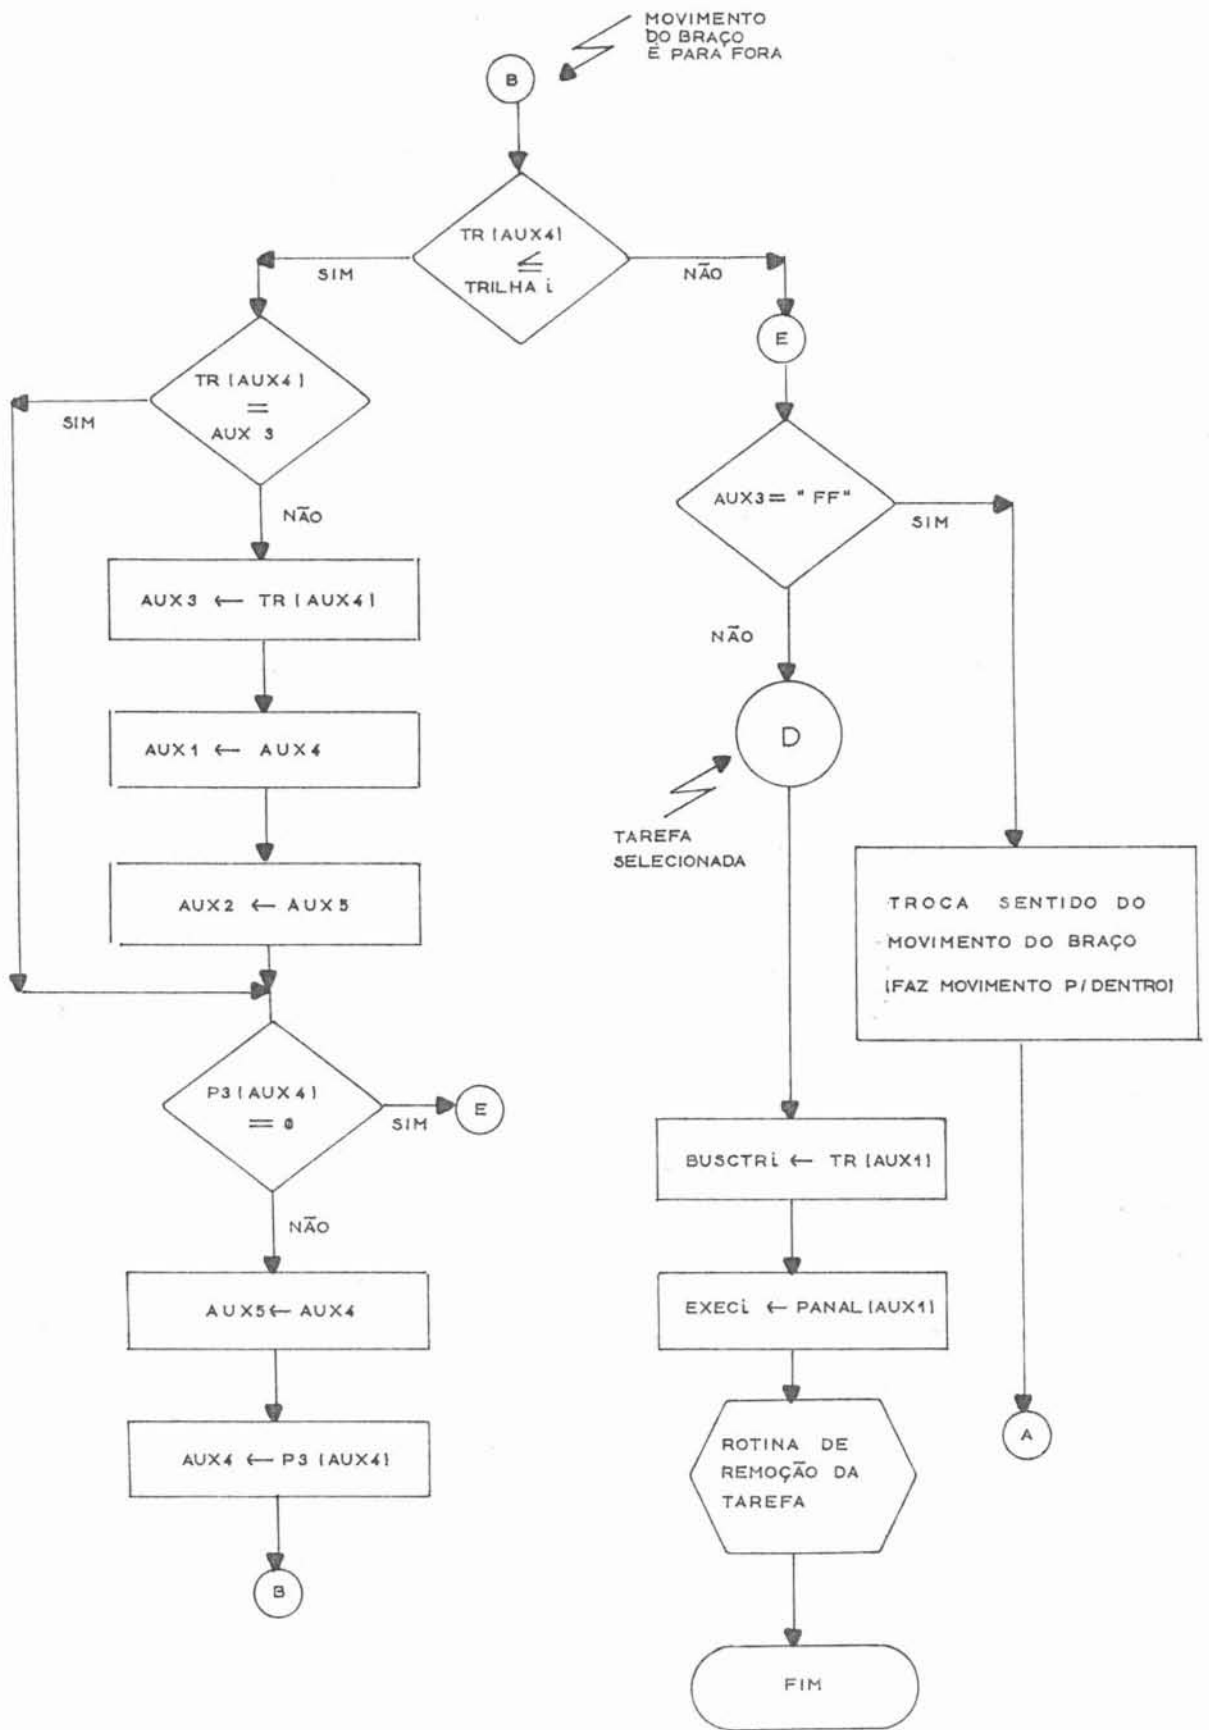 MOVIMENTO
DO BRAÇO
É PARA FORA
B
TR (AUX4)
≤
TRILHA i
SIM
NÃO
E
TR (AUX4)
=
AUX 3
SIM
NÃO
AUX3 = "FF"
SIM
NÃO
AUX3 ← TR (AUX4)
D
AUX1 ← AUX4
TAREFA
SELECIONADA
AUX2 ← AUX5
TROCA SENTIDO DO
MOVIMENTO DO BRAÇO
(FAZ MOVIMENTO P/DENTRO)
P3 (AUX4)
= 0
SIM
E
NÃO
BUSCTRi ← TR (AUX1)
AUX5 ← AUX4
EXECi ← PANAL (AUX1)
AUX4 ← P3 (AUX4)
ROTINA DE
REMOÇÃO DA
TAREFA
A
B
FIM